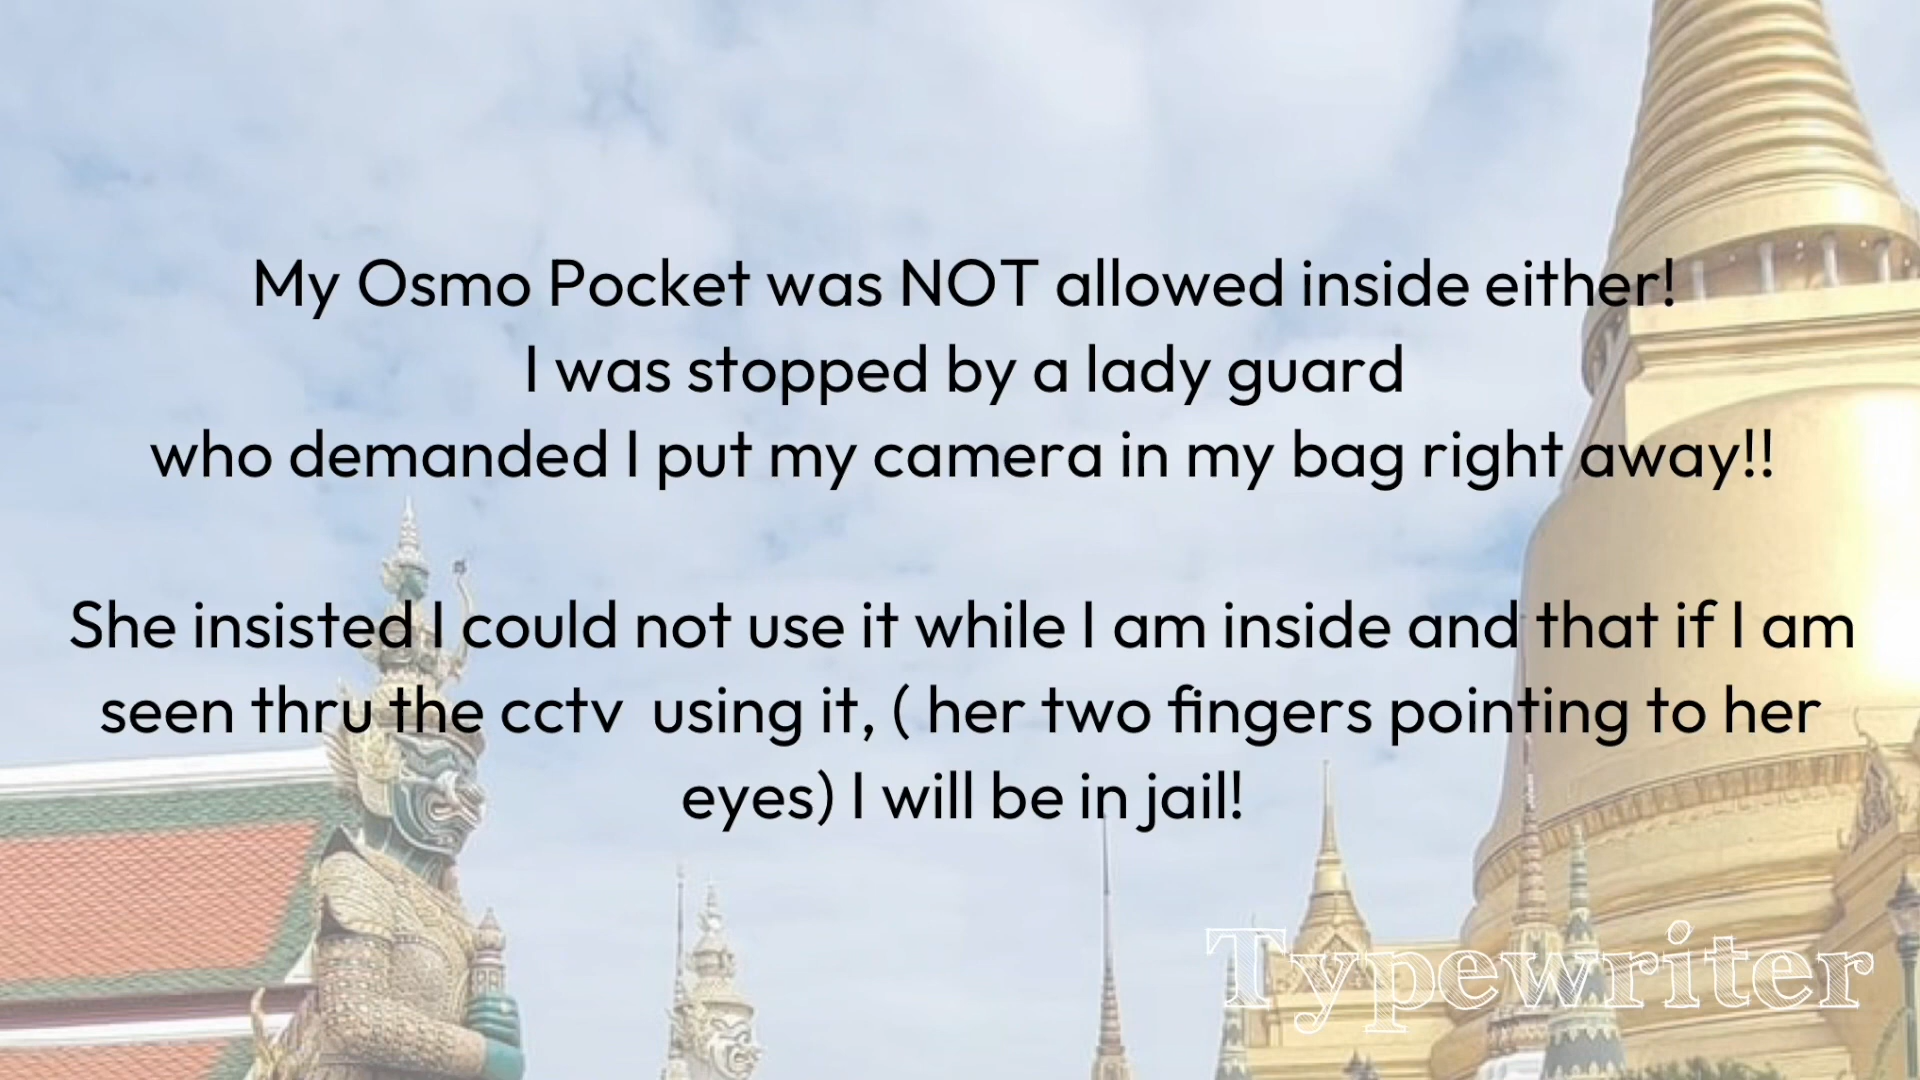 My Osmo Pocket was NOT allowed inside either!
I was stopped by a lady guard
who demanded I put my camera in my bag right away!!
She insisted I could not use it while I am inside and that if I am
seen thru the cctv  using it, ( her two fingers pointing to her
eyes) I will be in jail!
Typewriter